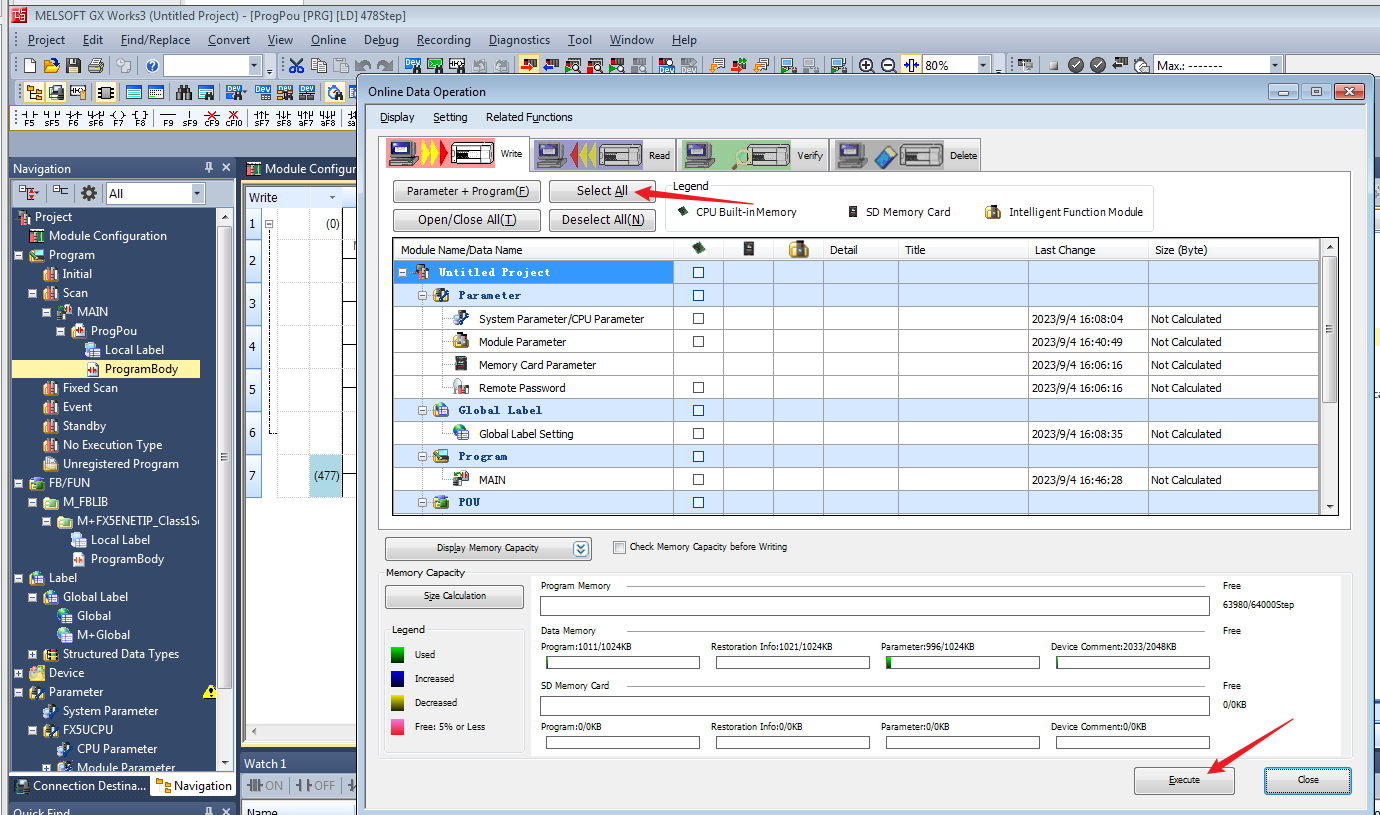 MELSOFT GX Works3 (Untitled Project) - [ProgPou [PRG] [LD] 478Step]
Project Edit Find/Replace Convert View Online Debug Recording Diagnostics Tool Window Help
80% Max.: -------
F5 sF5 F6 sF6 F7 F8 F9 sF9 cF9 cF10 sF7 sF8 aF7 aF8
Navigation
All
Project
Module Configuration
Program
Initial
Scan
MAIN
ProgPou
Local Label
ProgramBody
Fixed Scan
Event
Standby
No Execution Type
Unregistered Program
FB/FUN
M_FBLIB
M+FX5ENETIP_Class1Se
Local Label
ProgramBody
Label
Global Label
Global
M+Global
Structured Data Types
Device
Parameter
System Parameter
FX5UCPU
CPU Parameter
Module Parameter
Connection Destina... Navigation
Quick Find
Module Configur
Write
1 (0)
2
3
4
5
6
7 (477)
Watch 1
ON OFF
Name
Online Data Operation
Display Setting Related Functions
Write Read Verify Delete
Parameter + Program(F) Select All
Open/Close All(T) Deselect All(N)
Legend
CPU Built-in Memory SD Memory Card Intelligent Function Module
Module Name/Data Name Detail Title Last Change Size (Byte)
Untitled Project
Parameter
System Parameter/CPU Parameter 2023/9/4 16:08:04 Not Calculated
Module Parameter 2023/9/4 16:40:49 Not Calculated
Memory Card Parameter 2023/9/4 16:06:16 Not Calculated
Remote Password 2023/9/4 16:06:16 Not Calculated
Global Label
Global Label Setting 2023/9/4 16:08:35 Not Calculated
Program
MAIN 2023/9/4 16:46:28 Not Calculated
POU
Display Memory Capacity Check Memory Capacity before Writing
Memory Capacity
Size Calculation
Legend
Used
Increased
Decreased
Free: 5% or Less
Program Memory Free
63980/64000Step
Data Memory Free
Program:1011/1024KB Restoration Info:1021/1024KB Parameter:996/1024KB Device Comment:2033/2048KB
SD Memory Card Free
0/0KB
Program:0/0KB Restoration Info:0/0KB Parameter:0/0KB Device Comment:0/0KB
Execute Close